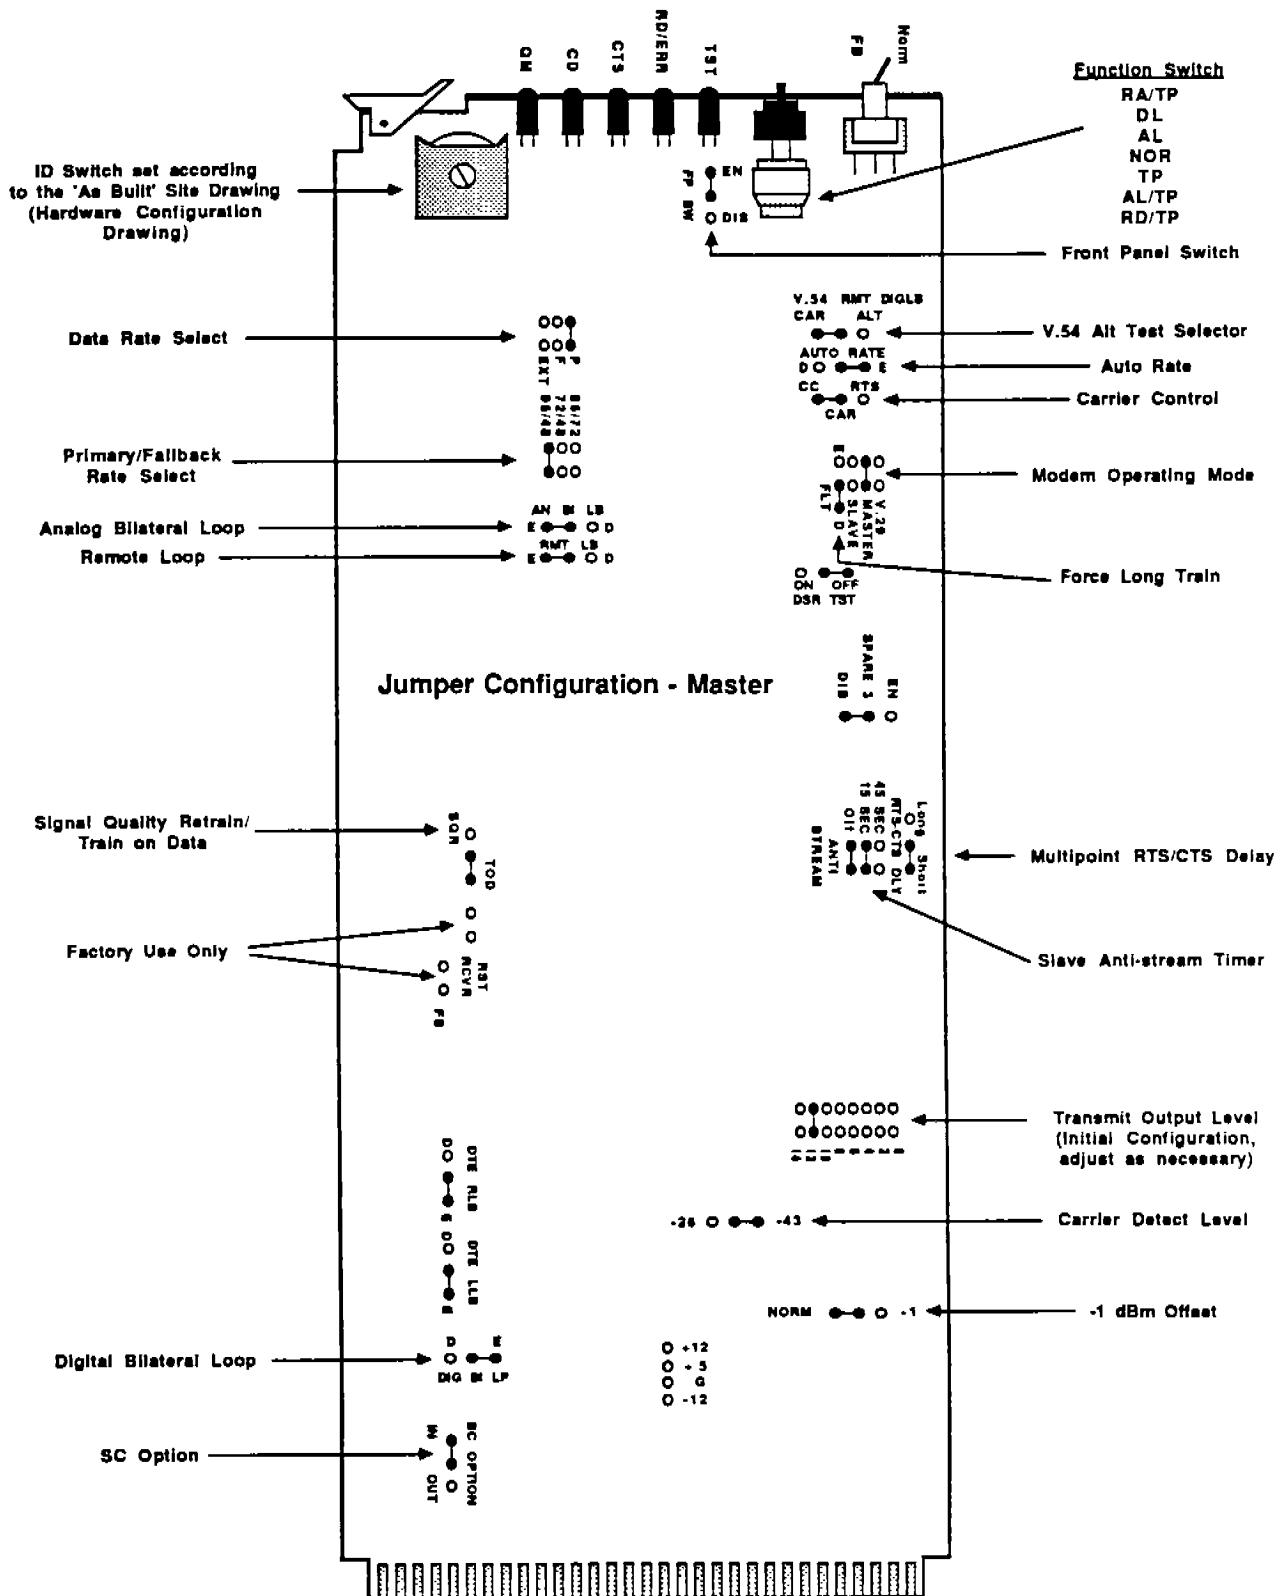 QM
CD
CTS
RD/ERR
TST
FB
Norm
Function Switch
RA/TP
DL
AL
NOR
TP
AL/TP
RD/TP
ID Switch set according
to the 'As Built' Site Drawing
(Hardware Configuration
Drawing)
EN
FP BW
DIS
Front Panel Switch
V.54 RMT DIGLB
CAR ALT
V.54 Alt Test Selector
Data Rate Select
AUTO RATE
D E
Auto Rate
EXT
F
P
CC RTS
CAR
Carrier Control
96/48
72/48
96/72
Primary/Fallback
Rate Select
E
Modem Operating Mode
FLT
D
SLAVE
MASTER
V.29
AN BI LB
Analog Bilateral Loop
E D
RMT LB
Remote Loop
E D
Force Long Train
ON OFF
DSR TST
Jumper Configuration - Master
DIS
SPARE 3
EN
Signal Quality Retrain/
Train on Data
SQR
TOD
Off
15 SEC
45 SEC
RTS-CTS DLY
Long
Short
ANTI
STREAM
Multipoint RTS/CTS Delay
Factory Use Only
RST
RCVR
FB
Slave Anti-stream Timer
Transmit Output Level
(Initial Configuration,
adjust as necessary)
D
DTE RLB
E
D
DTE LLB
E
-26 -43
Carrier Detect Level
NORM -1
-1 dBm Offset
Digital Bilateral Loop
D
DIG BI LP
+12
+5
G
-12
SC Option
IN
OUT
SC OPTION